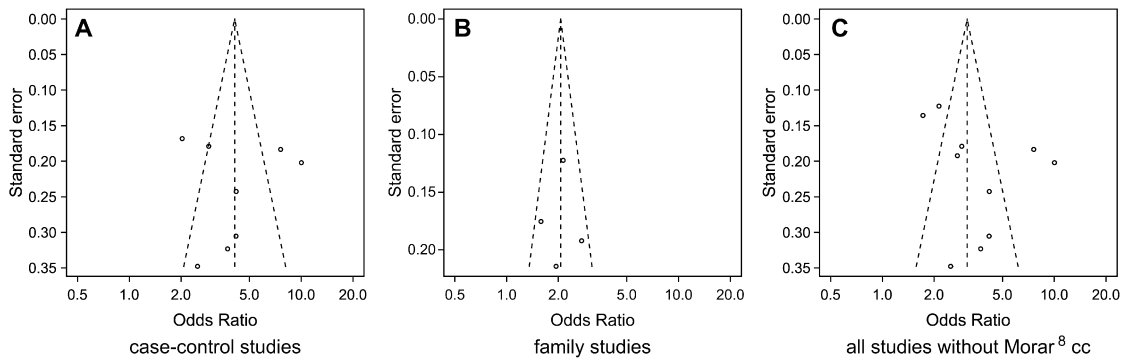 A
B
C
0.00
0.05
0.10
0.15
0.20
0.25
0.30
0.35
Standard error
0.5 1.0 2.0 5.0 10.0 20.0
Odds Ratio
case-control studies
0.00
0.05
0.10
0.15
0.20
Standard error
0.5 1.0 2.0 5.0 10.0 20.0
Odds Ratio
family studies
0.00
0.05
0.10
0.15
0.20
0.25
0.30
0.35
Standard error
0.5 1.0 2.0 5.0 10.0 20.0
Odds Ratio
all studies without Morar 8 cc